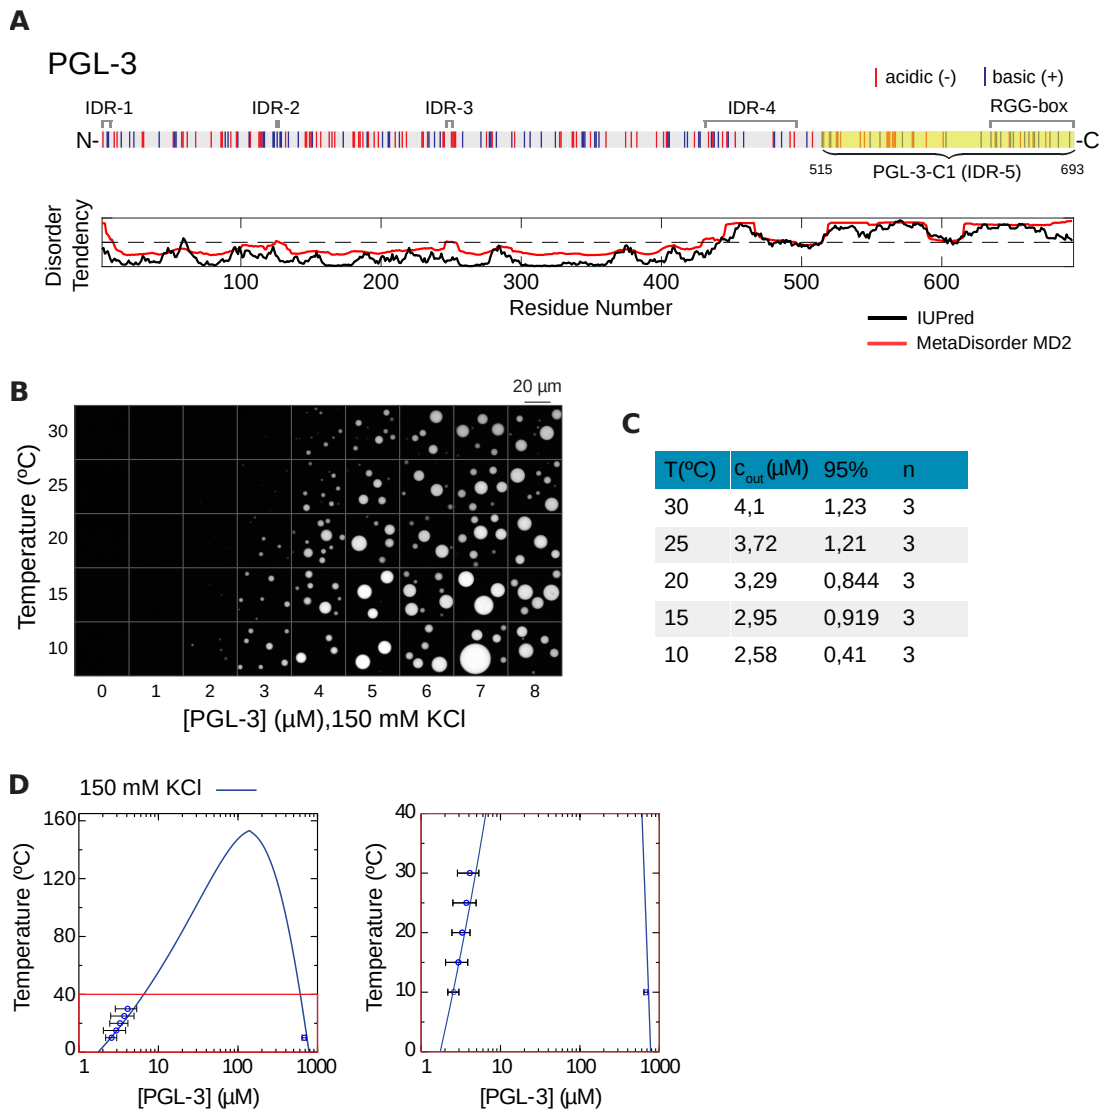 A
PGL-3
acidic (-) basic (+)
IDR-1 IDR-2 IDR-3 IDR-4 RGG-box
N- -C
515 PGL-3-C1 (IDR-5) 693
Disorder
Tendency
100 200 300 400 500 600
Residue Number
IUPred
MetaDisorder MD2
B
20 µm
Temperature (ºC)
30
25
20
15
10
0 1 2 3 4 5 6 7 8
[PGL-3] (µM),150 mM KCl
C
T(ºC) cout(µM) 95% n
30 4,1 1,23 3
25 3,72 1,21 3
20 3,29 0,844 3
15 2,95 0,919 3
10 2,58 0,41 3
D
150 mM KCl
Temperature (ºC)
160
120
80
40
0
1 10 100 1000
[PGL-3] (µM)
Temperature (ºC)
40
30
20
10
0
1 10 100 1000
[PGL-3] (µM)